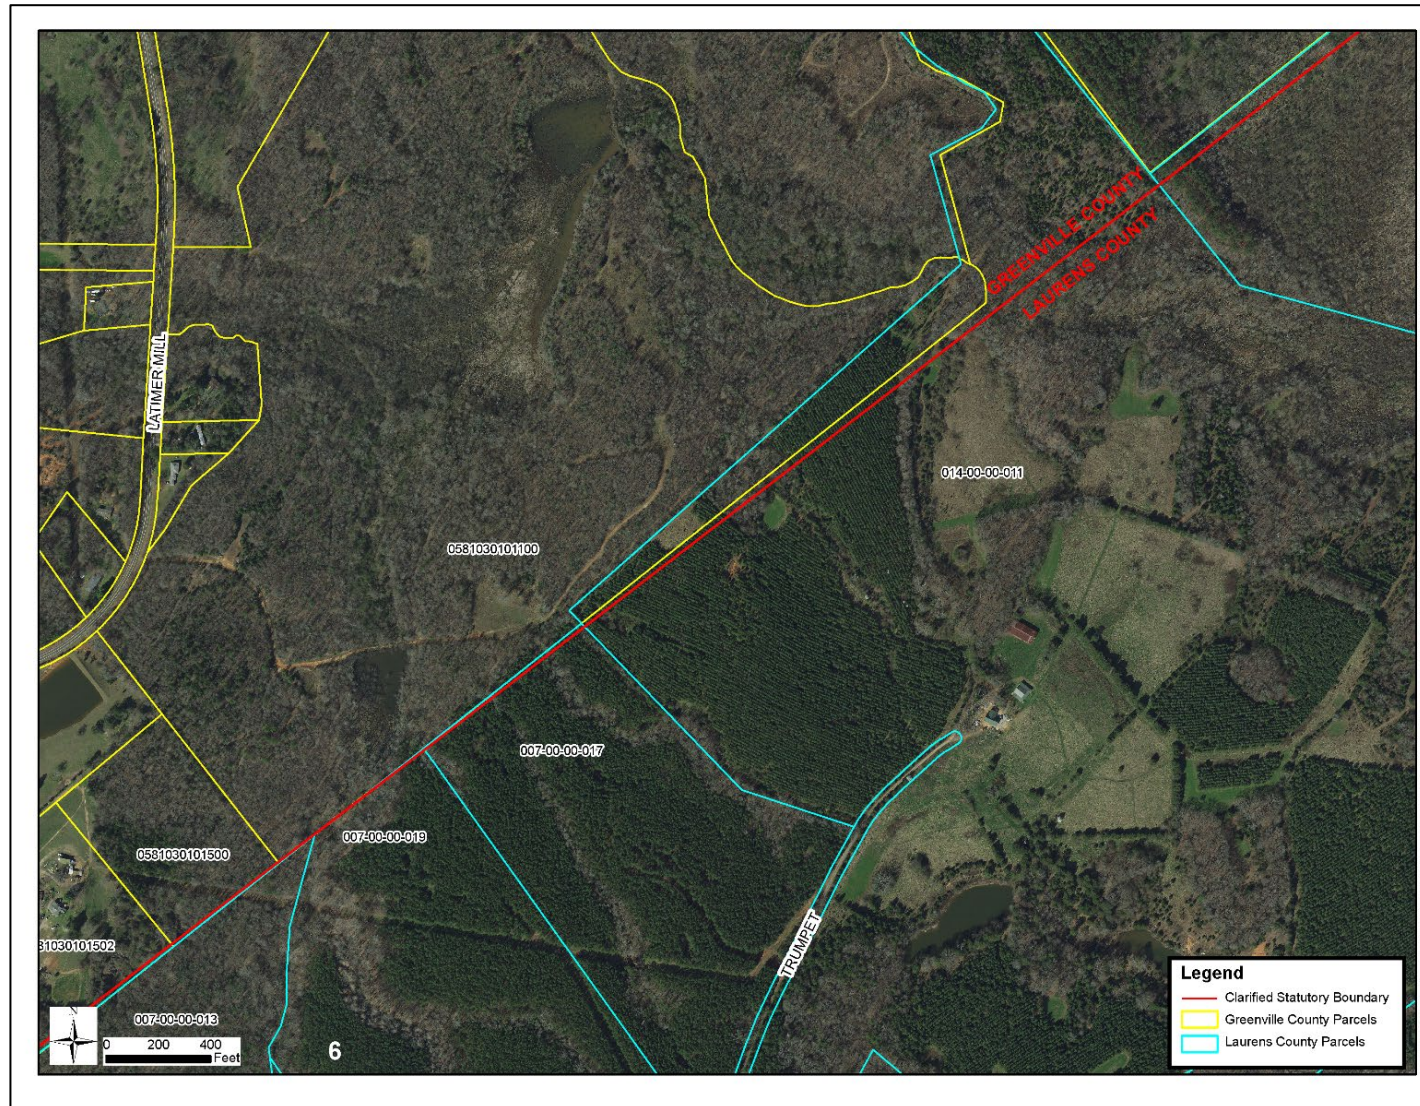 GREENVILLE COUNTY
LAURENS COUNTY
LATIMER MILL
014-00-00-011
0581030101100
007-00-00-017
007-00-00-019
0581030101500
31030101502
007-00-00-013
TRUMPET
6
N
0 200 400
Feet
Legend
Clarified Statutory Boundary
Greenville County Parcels
Laurens County Parcels